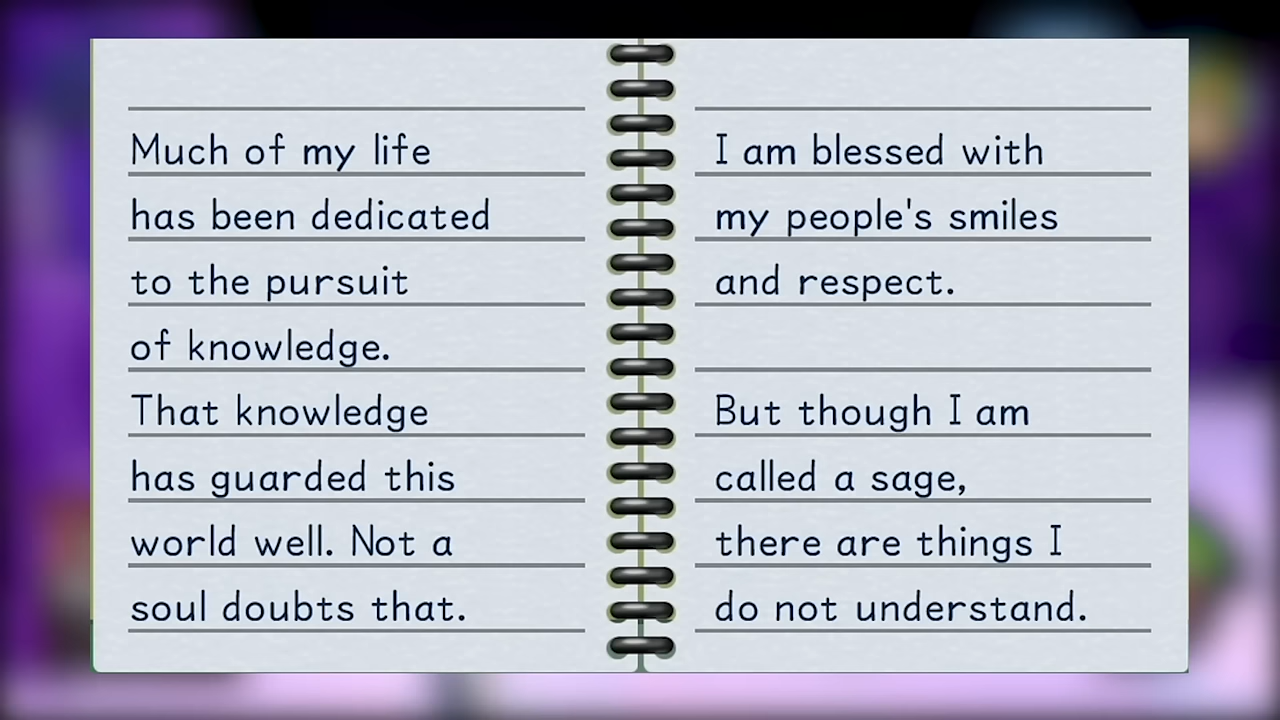 Much of my life
has been dedicated
to the pursuit
of knowledge.
That knowledge
has guarded this
world well. Not a
soul doubts that.
I am blessed with
my people's smiles
and respect.
But though I am
called a sage,
there are things I
do not understand.